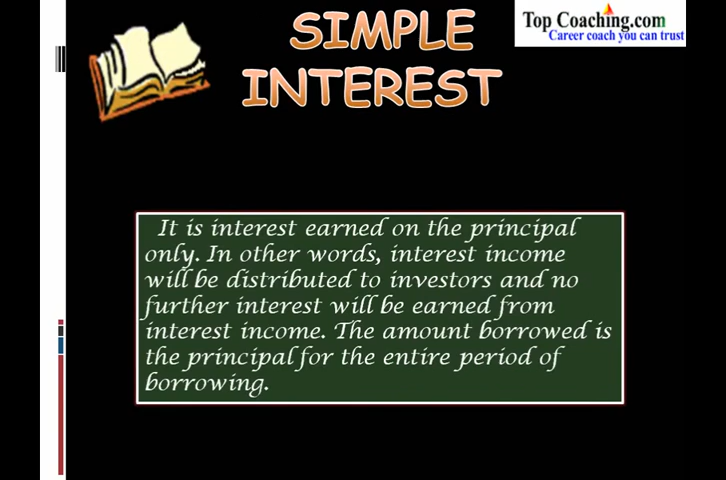 SIMPLE
INTEREST
Top Coaching.com
Career coach you can trust
It is interest earned on the principal
only. In other words, interest income
will be distributed to investors and no
further interest will be earned from
interest income. The amount borrowed is
the principal for the entire period of
borrowing.